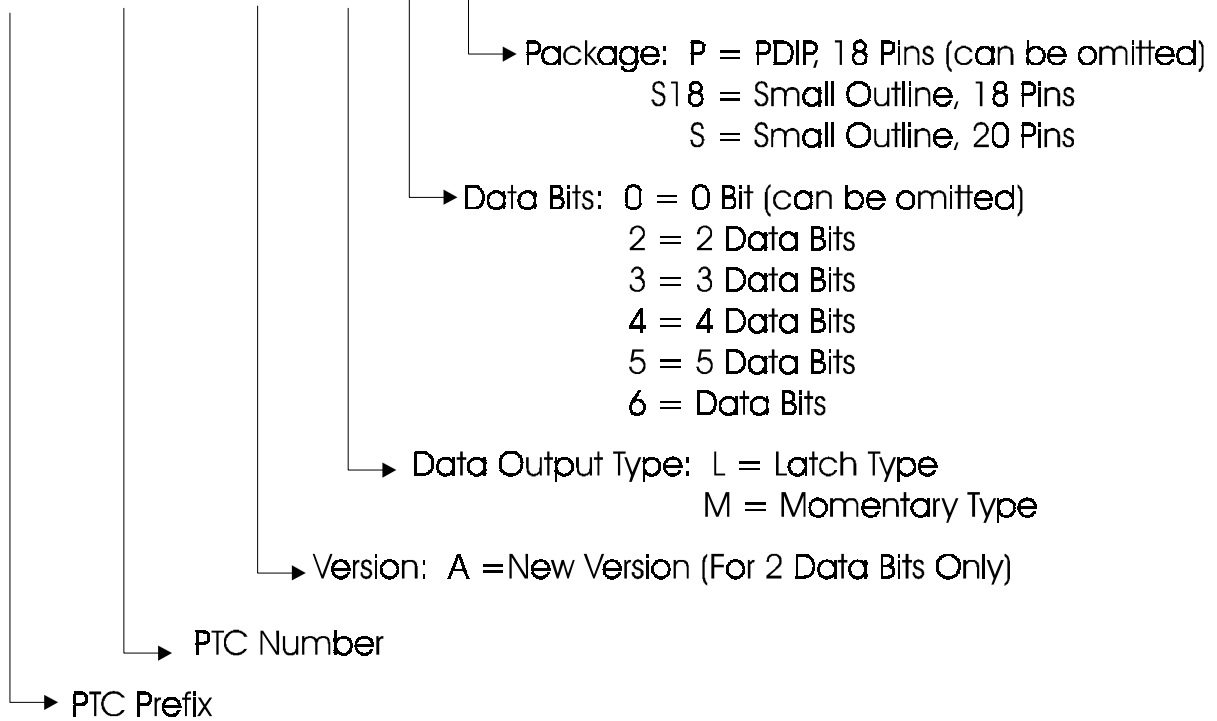 Package: P = PDIP, 18 Pins (can be omitted)
S18 = Small Outline, 18 Pins
S = Small Outline, 20 Pins
Data Bits: 0 = 0 Bit (can be omitted)
2 = 2 Data Bits
3 = 3 Data Bits
4 = 4 Data Bits
5 = 5 Data Bits
6 = Data Bits
Data Output Type: L = Latch Type
M = Momentary Type
Version: A =New Version (For 2 Data Bits Only)
PTC Number
PTC Prefix